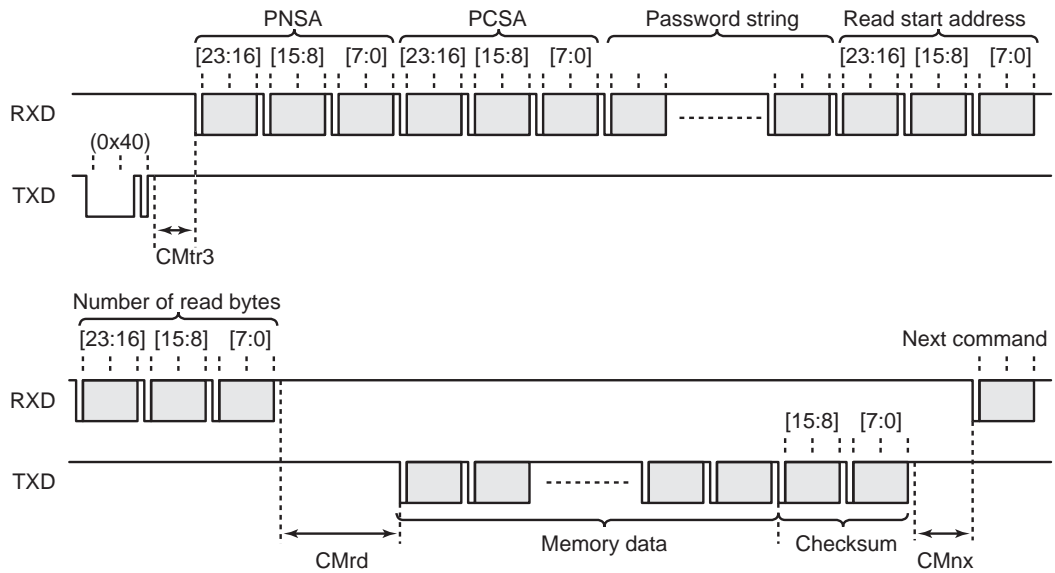 PNSA PCSA Password string Read start address
[23:16] [15:8] [7:0] [23:16] [15:8] [7:0] [23:16] [15:8] [7:0]
RXD
(0x40)
TXD
CMtr3
Number of read bytes
[23:16] [15:8] [7:0] Next command
RXD
[15:8] [7:0]
TXD
CMrd Memory data Checksum CMnx